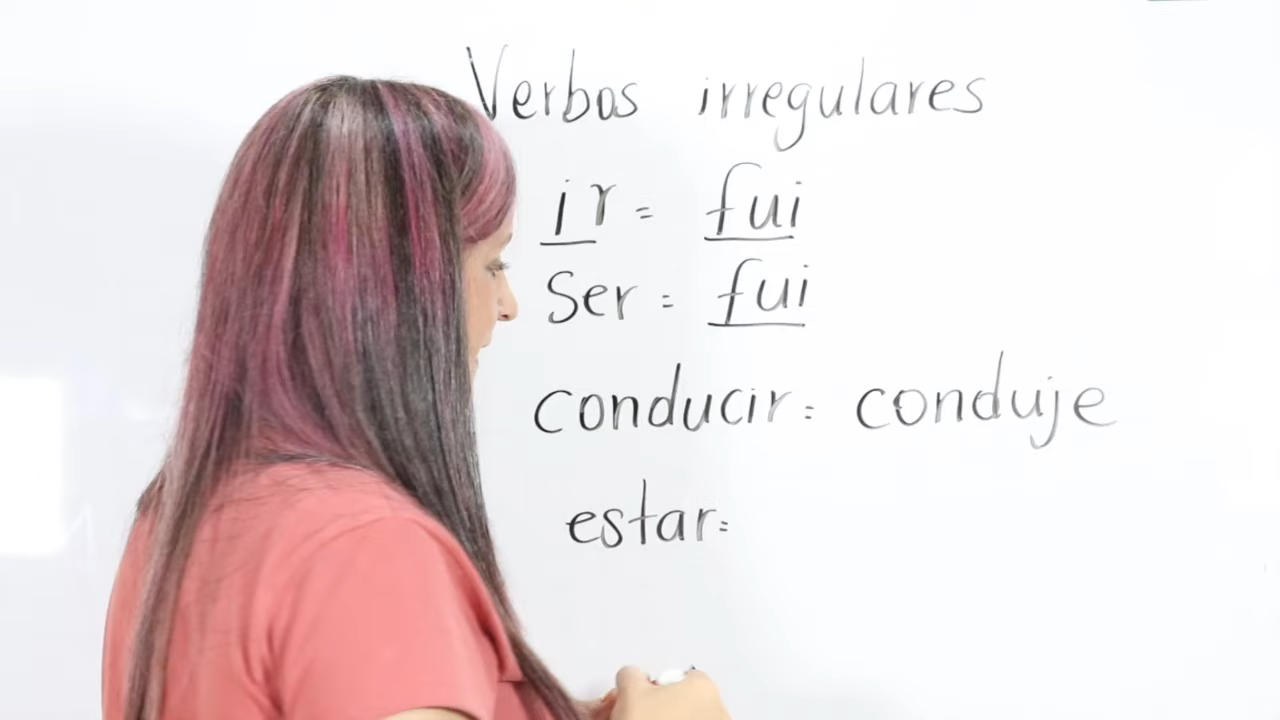 Verbos irregulares
ir = fui
Ser = fui
conducir = conduje
estar =